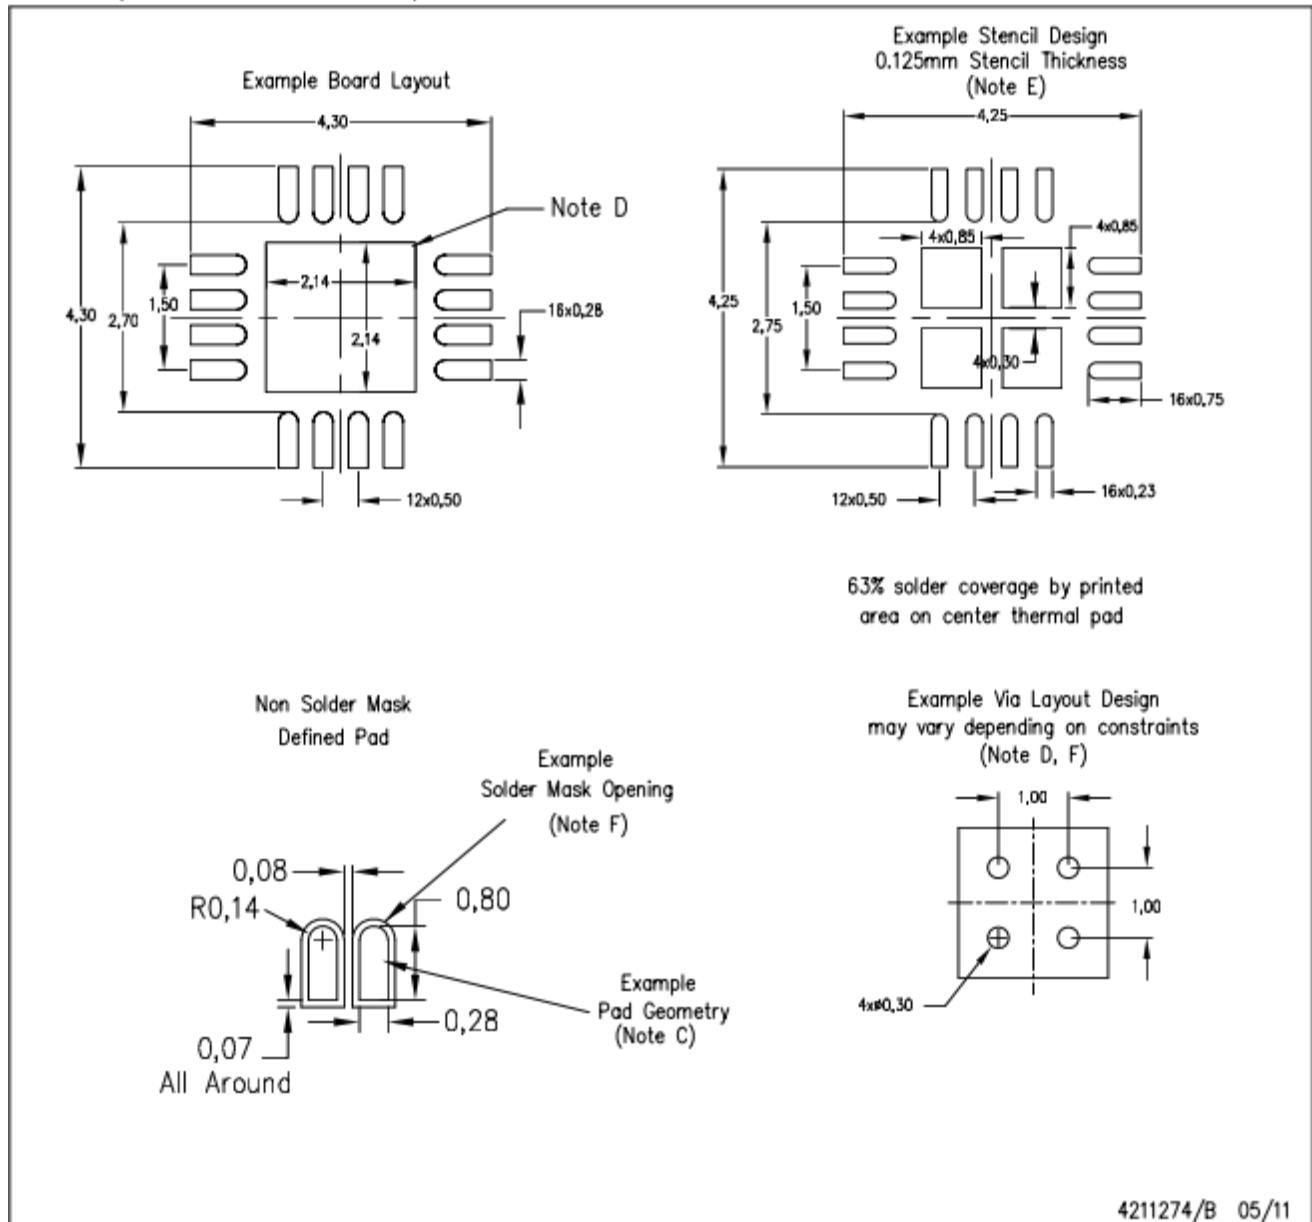 Example Board Layout
4,30
Note D
2,14
1,50
4,30
2,70
2,14
16x0,28
12x0,50
Example Stencil Design
0.125mm Stencil Thickness
(Note E)
4,25
4x0,85
4x0,85
4,25
1,50
2,75
4x0,30
16x0,75
12x0,50
16x0,23
63% solder coverage by printed
area on center thermal pad
Non Solder Mask
Defined Pad
Example
Solder Mask Opening
(Note F)
0,08
R0,14
0,80
Example
Pad Geometry
(Note C)
0,28
0,07
All Around
Example Via Layout Design
may vary depending on constraints
(Note D, F)
1,00
1,00
4xø0,30
4211274/B 05/11